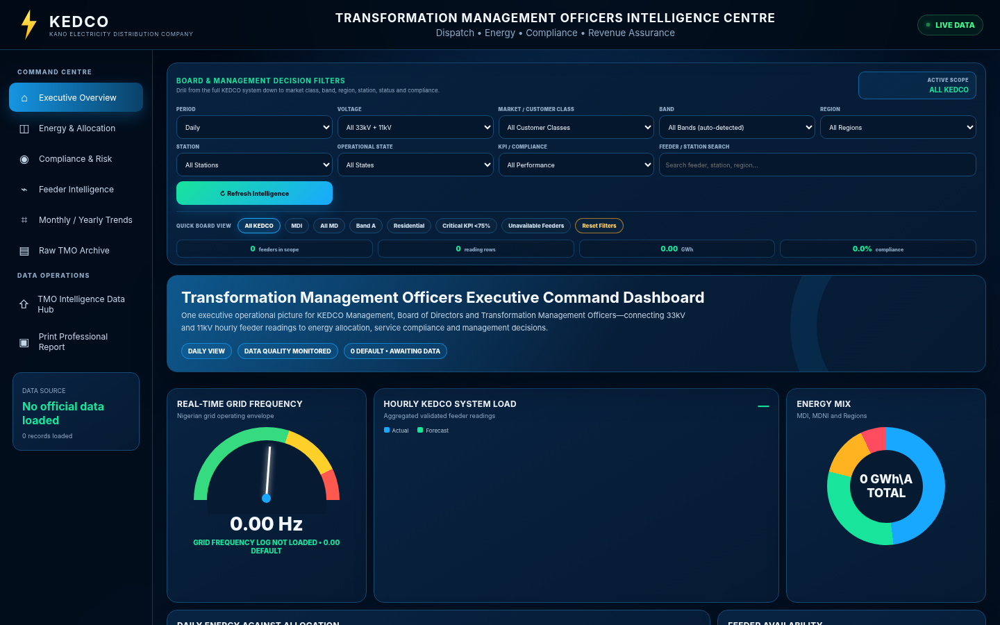 KEDCO
KANO ELECTRICITY DISTRIBUTION COMPANY
TRANSFORMATION MANAGEMENT OFFICERS INTELLIGENCE CENTRE
Dispatch • Energy • Compliance • Revenue Assurance
LIVE DATA
COMMAND CENTRE
Executive Overview
Energy & Allocation
Compliance & Risk
Feeder Intelligence
Monthly / Yearly Trends
Raw TMO Archive
DATA OPERATIONS
TMO Intelligence Data
Hub
Print Professional
Report
DATA SOURCE
No official data
loaded
0 records loaded
BOARD & MANAGEMENT DECISION FILTERS
Drill from the full KEDCO system down to market class, band, region, station, status and compliance.
ACTIVE SCOPE
ALL KEDCO
PERIOD
Daily
VOLTAGE
All 33kV + 11kV
MARKET / CUSTOMER CLASS
All Customer Classes
BAND
All Bands (auto-detected)
REGION
All Regions
STATION
All Stations
OPERATIONAL STATE
All States
KPI / COMPLIANCE
All Performance
FEEDER / STATION SEARCH
Search feeder, station, region...
↻ Refresh Intelligence
QUICK BOARD VIEW
All KEDCO
MDI
All MD
Band A
Residential
Critical KPI <75%
Unavailable Feeders
Reset Filters
0 feeders in scope
0 reading rows
0.00 GWh
0.0% compliance
Transformation Management Officers Executive Command Dashboard
One executive operational picture for KEDCO Management, Board of Directors and Transformation Management Officers—connecting 33kV
and 11kV hourly feeder readings to energy allocation, service compliance and management decisions.
DAILY VIEW
DATA QUALITY MONITORED
0 DEFAULT • AWAITING DATA
REAL-TIME GRID FREQUENCY
Nigerian grid operating envelope
0.00 Hz
GRID FREQUENCY LOG NOT LOADED • 0.00
DEFAULT
HOURLY KEDCO SYSTEM LOAD
Aggregated validated feeder readings
—
Actual
Forecast
ENERGY MIX
MDI, MDNI and Regions
0 GWh\A
TOTAL
DAILY ENERGY AGAINST ALLOCATION
FEEDER AVAILABILITY